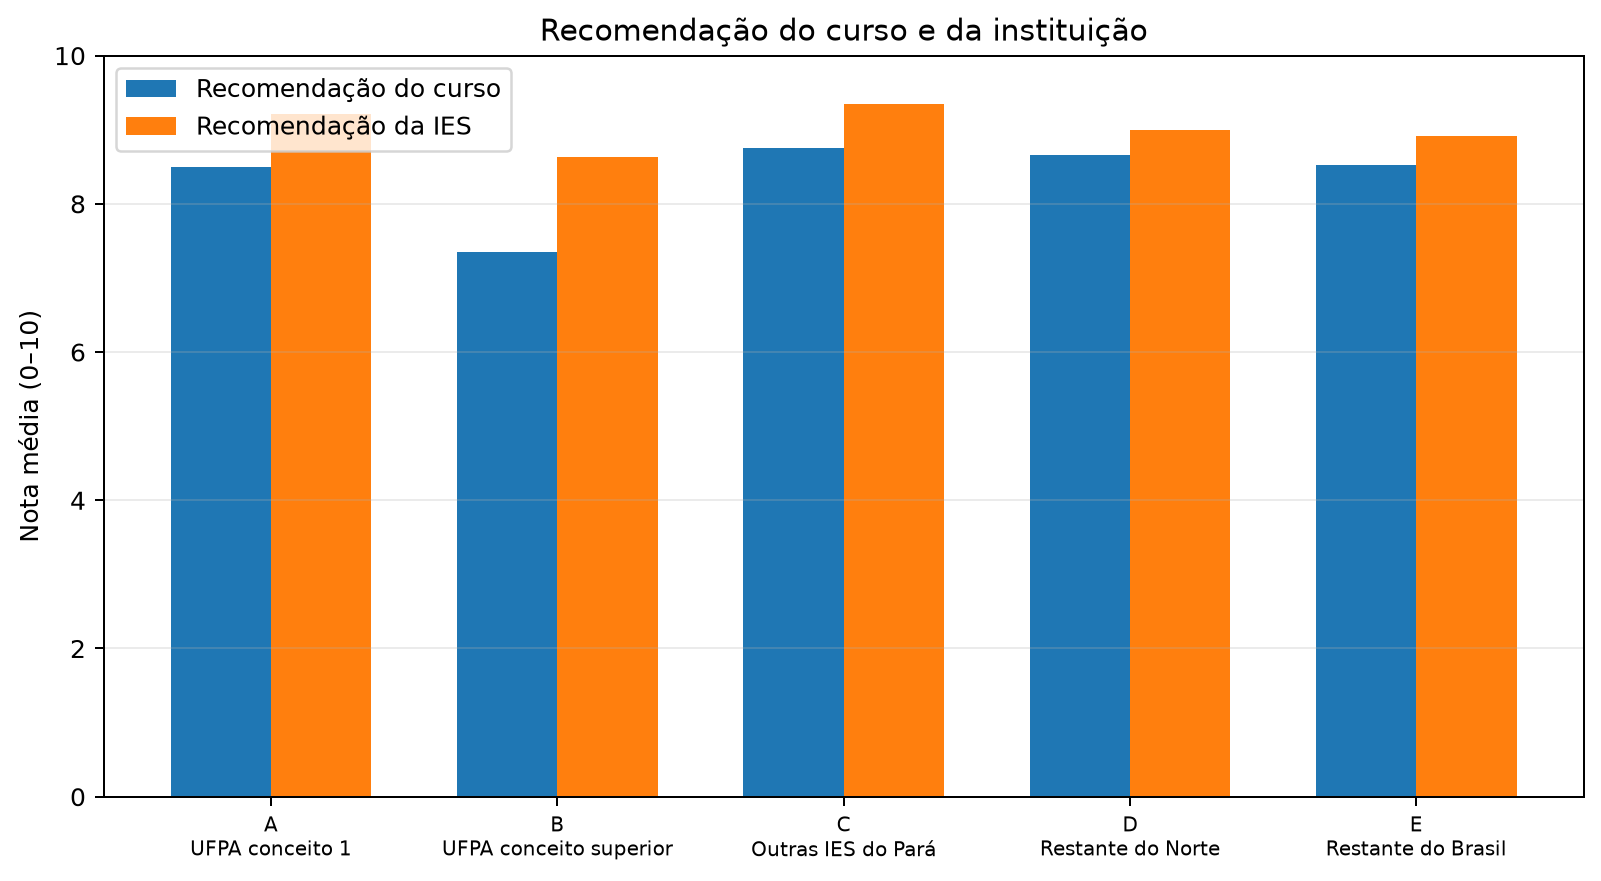 Recomendação do curso e da instituição
Recomendação do curso
Recomendação da IES
Nota média (0–10)
10
8
6
4
2
0
A
UFPA conceito 1
B
UFPA conceito superior
C
Outras IES do Pará
D
Restante do Norte
E
Restante do Brasil